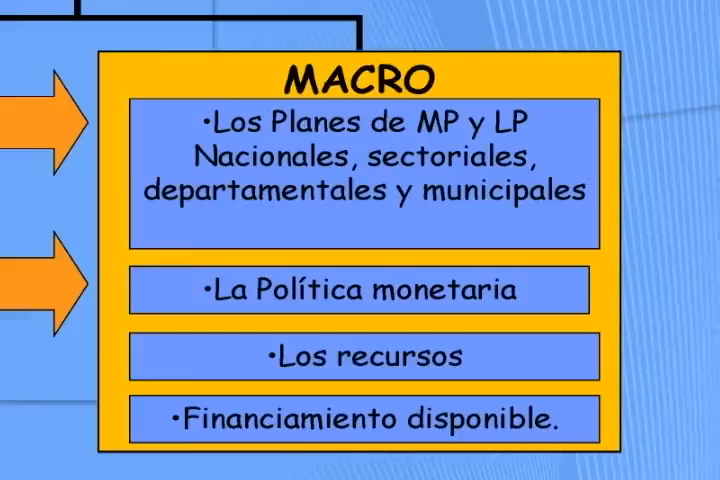 MACRO
•Los Planes de MP y LP
Nacionales, sectoriales,
departamentales y municipales
•La Política monetaria
•Los recursos
•Financiamiento disponible.